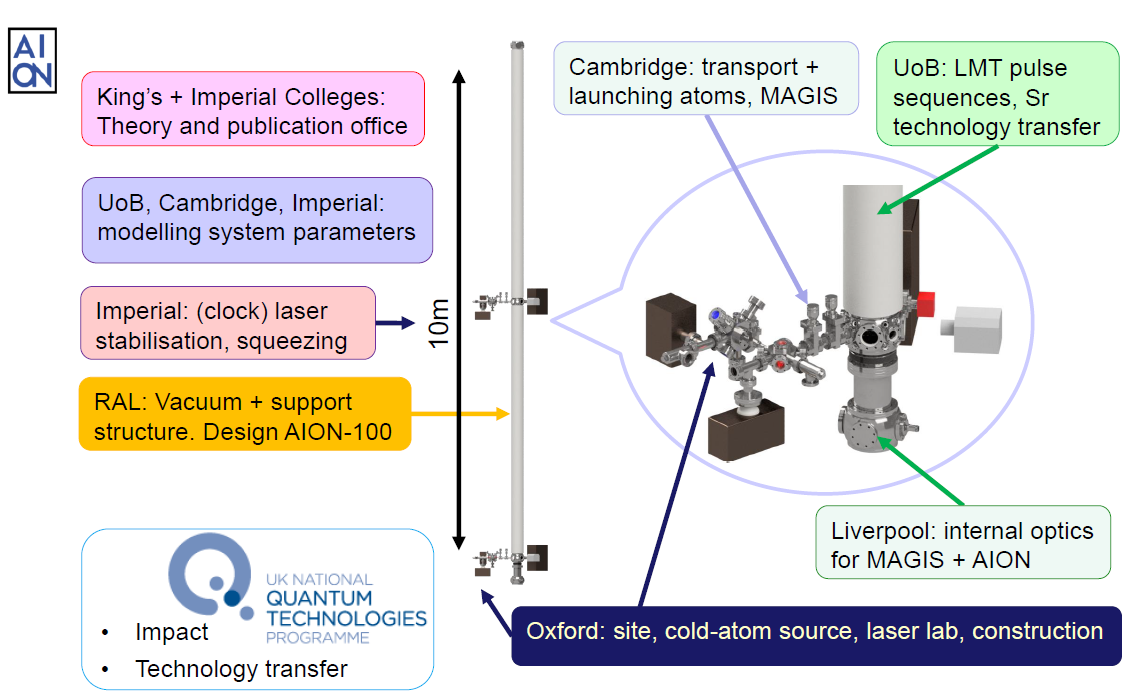 AI
ON
King's + Imperial Colleges:
Theory and publication office
UoB, Cambridge, Imperial:
modelling system parameters
Imperial: (clock) laser
stabilisation, squeezing
RAL: Vacuum + support
structure. Design AION-100
UK NATIONAL
QUANTUM
TECHNOLOGIES
PROGRAMME
• Impact
• Technology transfer
10m
Cambridge: transport +
launching atoms, MAGIS
UoB: LMT pulse
sequences, Sr
technology transfer
Liverpool: internal optics
for MAGIS + AION
Oxford: site, cold-atom source, laser lab, construction